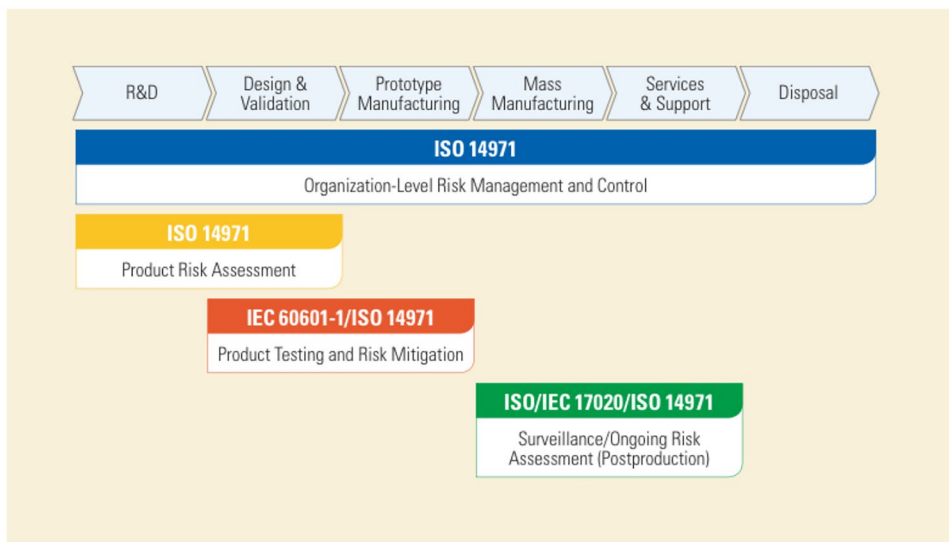 R&D
Design &
Validation
Prototype
Manufacturing
Mass
Manufacturing
Services
& Support
Disposal
ISO 14971
Organization-Level Risk Management and Control
ISO 14971
Product Risk Assessment
IEC 60601-1/ISO 14971
Product Testing and Risk Mitigation
ISO/IEC 17020/ISO 14971
Surveillance/Ongoing Risk
Assessment (Postproduction)